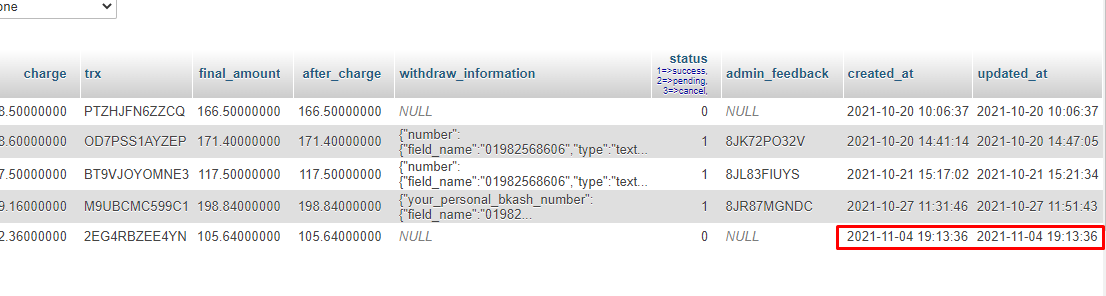 one
charge trx final_amount after_charge withdraw_information status admin_feedback created_at updated_at
1=>success,
2=>pending,
3=>cancel,
8.50000000 PTZHJFN6ZZCQ 166.50000000 166.50000000 NULL 0 NULL 2021-10-20 10:06:37 2021-10-20 10:06:37
8.60000000 OD7PSS1AYZEP 171.40000000 171.40000000 {"number":
{"field_name":"01982568606","type":"text... 1 8JK72PO32V 2021-10-20 14:41:14 2021-10-20 14:47:05
7.50000000 BT9VJOYOMNE3 117.50000000 117.50000000 {"number":
{"field_name":"01982568606","type":"text... 1 8JL83FIUYS 2021-10-21 15:17:02 2021-10-21 15:21:34
9.16000000 M9UBCMC599C1 198.84000000 198.84000000 {"your_personal_bkash_number":
{"field_name":"01982... 1 8JR87MGNDC 2021-10-27 11:31:46 2021-10-27 11:51:43
2.36000000 2EG4RBZEE4YN 105.64000000 105.64000000 NULL 0 NULL 2021-11-04 19:13:36 2021-11-04 19:13:36